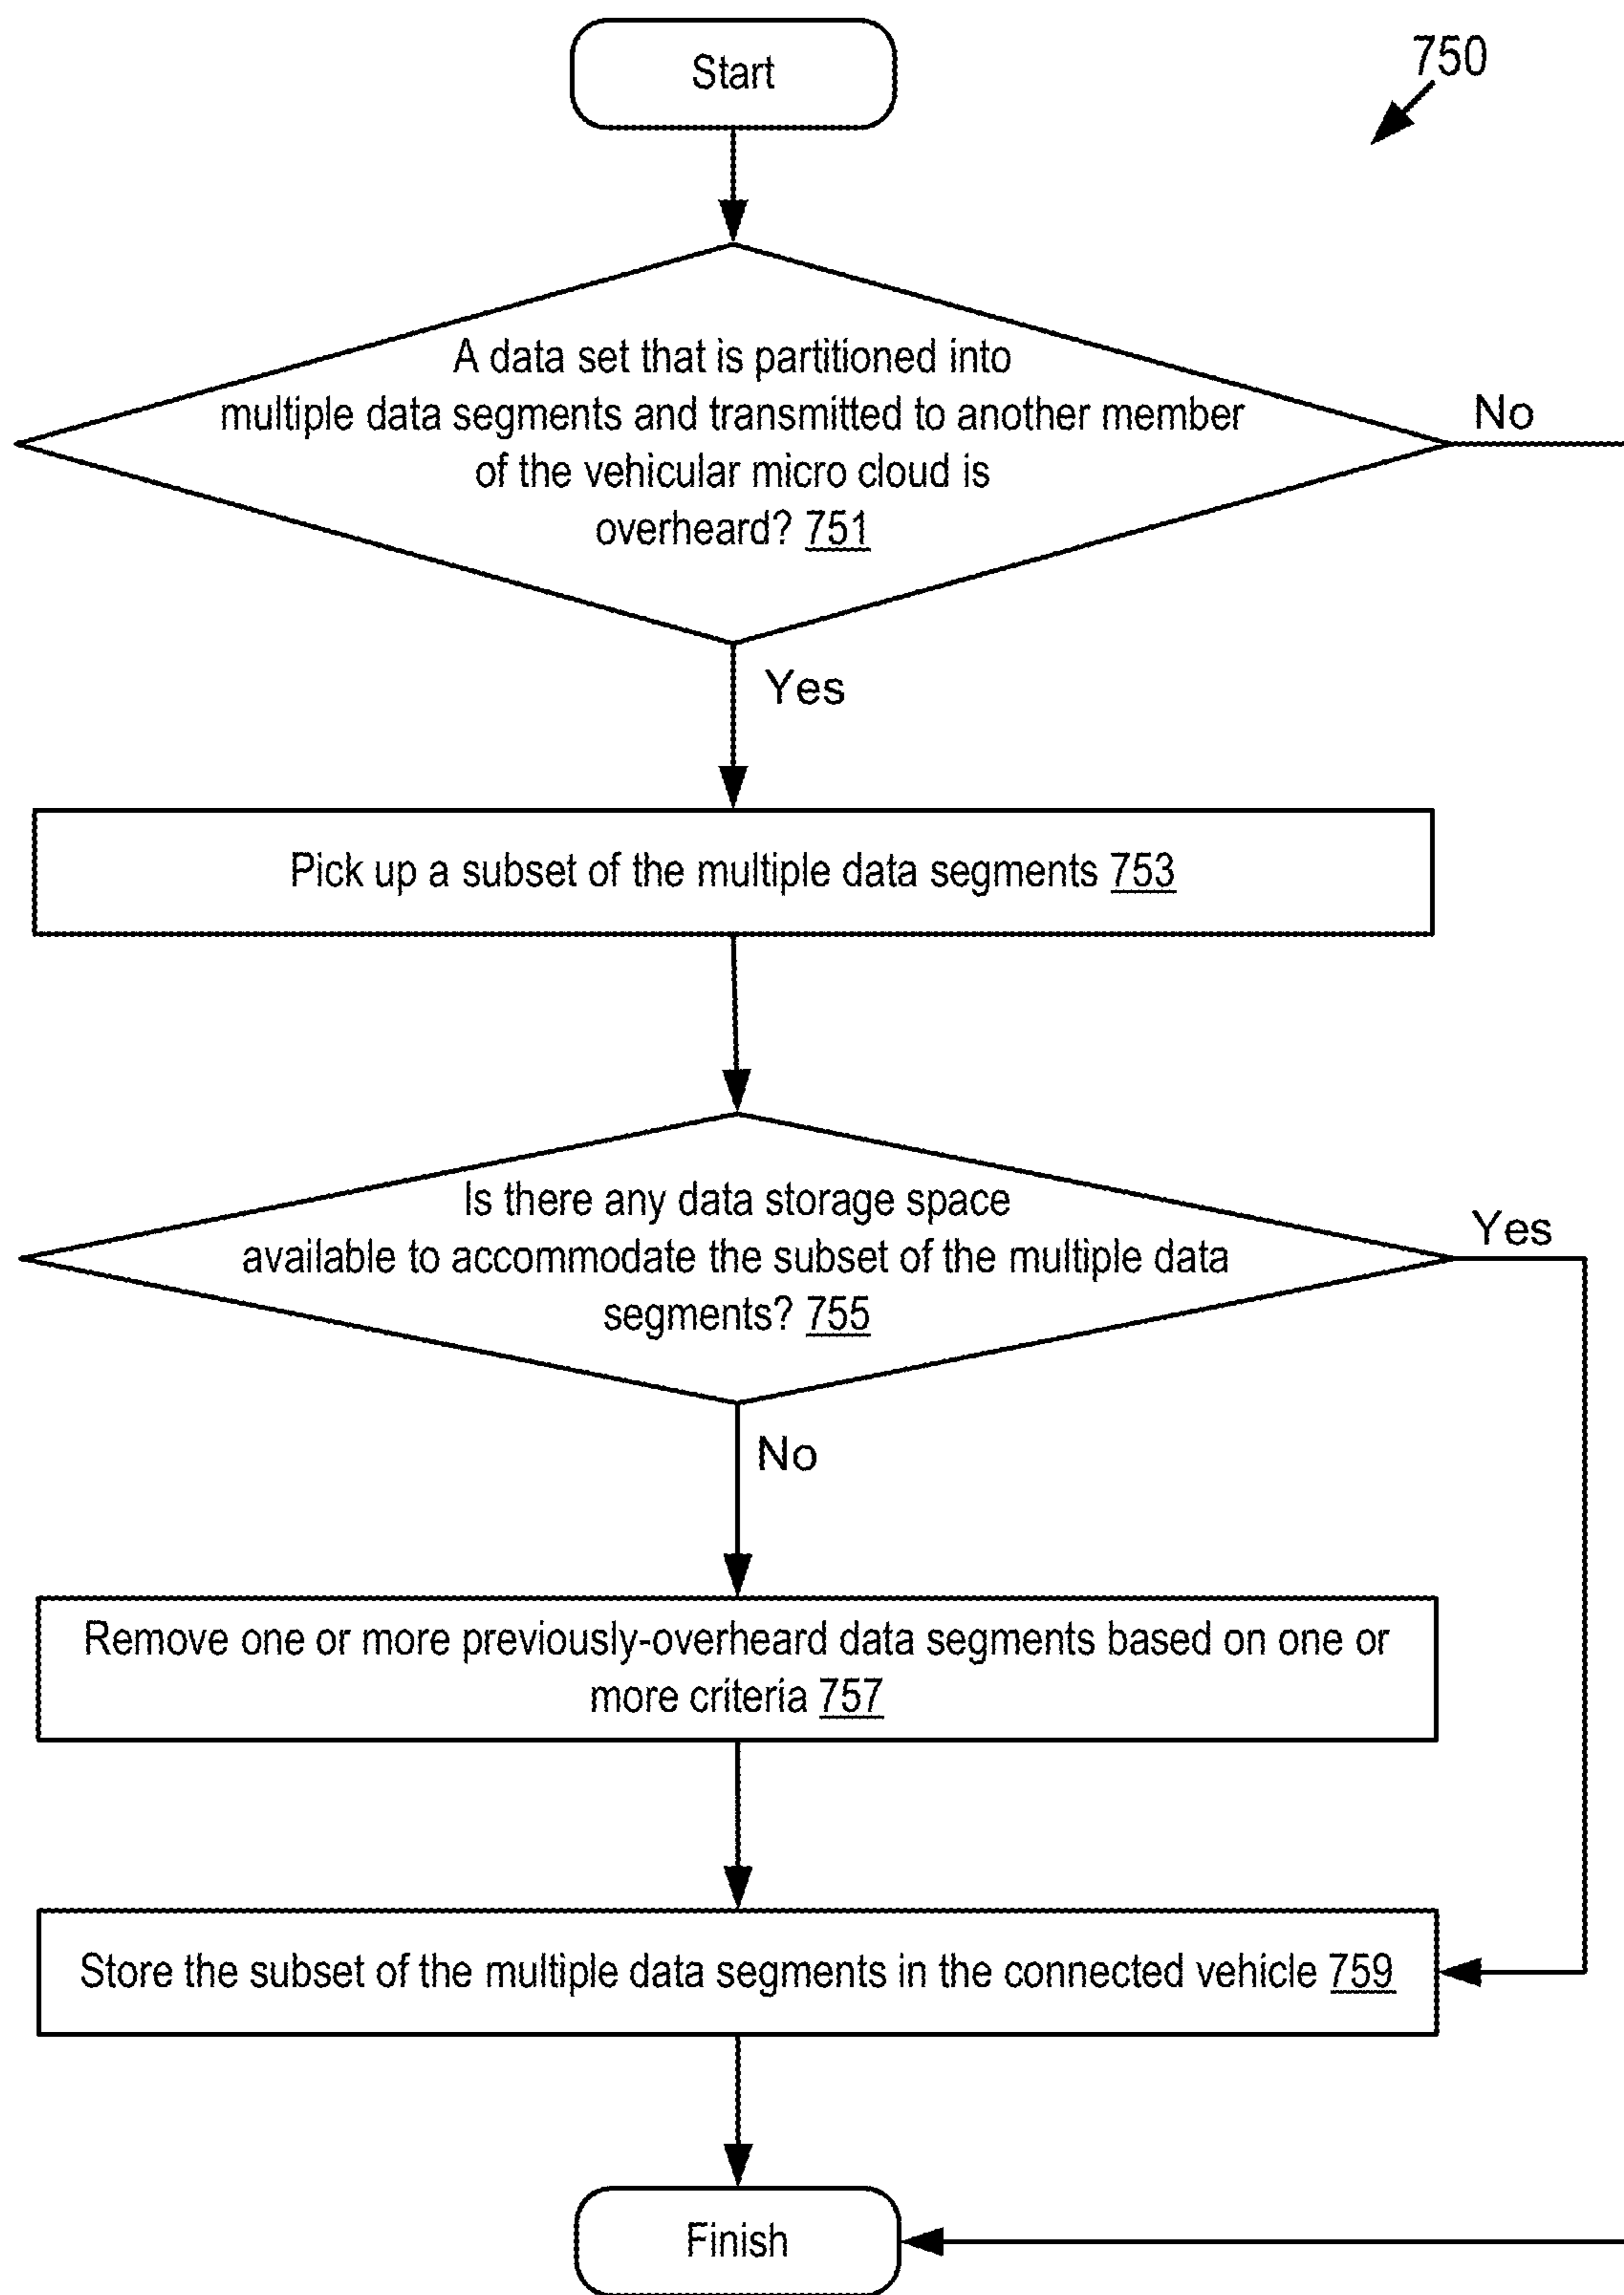 Start
750
A data set that is partitioned into
multiple data segments and transmitted to another member
of the vehicular micro cloud is
overheard? 751
No
Yes
Pick up a subset of the multiple data segments 753
Is there any data storage space
available to accommodate the subset of the multiple data
segments? 755
Yes
No
Remove one or more previously-overheard data segments based on one or
more criteria 757
Store the subset of the multiple data segments in the connected vehicle 759
Finish